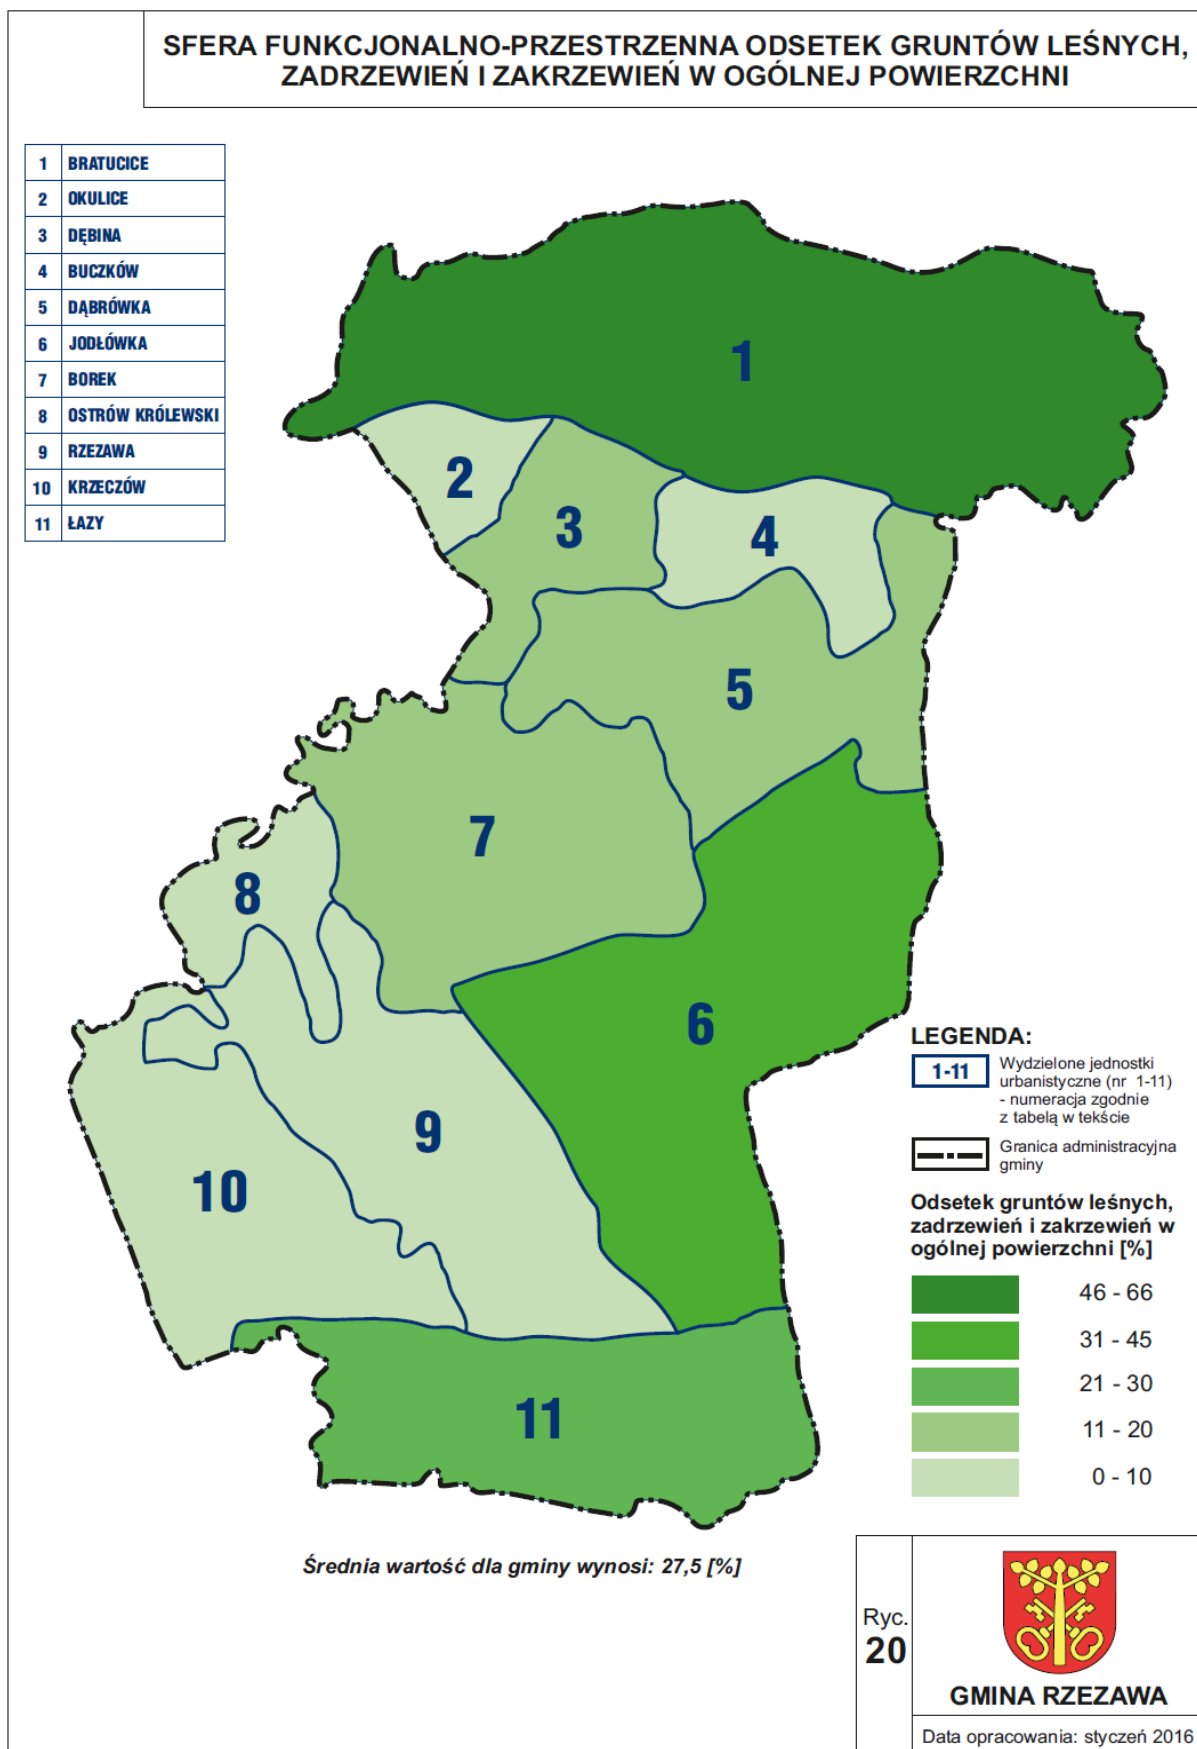 SFERA FUNKCJONALNO-PRZESTRZENNA ODSETEK GRUNTÓW LEŚNYCH,
ZADRZEWIEŃ I ZAKRZEWIEŃ W OGÓLNEJ POWIERZCHNI
1 BRATUCICE
2 OKULICE
3 DĘBINA
4 BUCZKÓW
5 DĄBRÓWKA
6 JODŁÓWKA
7 BOREK
8 OSTRÓW KRÓLEWSKI
9 RZEZAWA
10 KRZECZÓW
11 ŁAZY
1
2
3
4
5
7
8
6
9
10
11
LEGENDA:
1-11 Wydzielone jednostki
urbanistyczne (nr 1-11)
- numeracja zgodnie
z tabelą w tekście
Granica administracyjna
gminy
Odsetek gruntów leśnych,
zadrzewień i zakrzewień w
ogólnej powierzchni [%]
46 - 66
31 - 45
21 - 30
11 - 20
0 - 10
Średnia wartość dla gminy wynosi: 27,5 [%]
Ryc.
20
GMINA RZEZAWA
Data opracowania: styczeń 2016